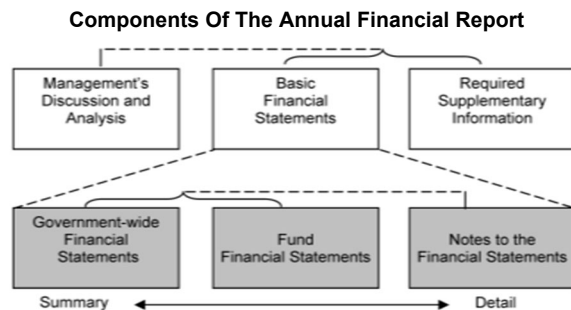 Components Of The Annual Financial Report
Management's
Discussion and
Analysis
Basic
Financial
Statements
Required
Supplementary
Information
Government-wide
Financial
Statements
Fund
Financial Statements
Notes to the
Financial Statements
Summary
Detail